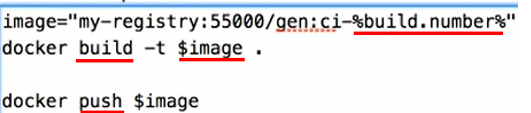 image="my-registry:55000/gen:ci-%build.number%"
docker build -t $image .
docker push $image